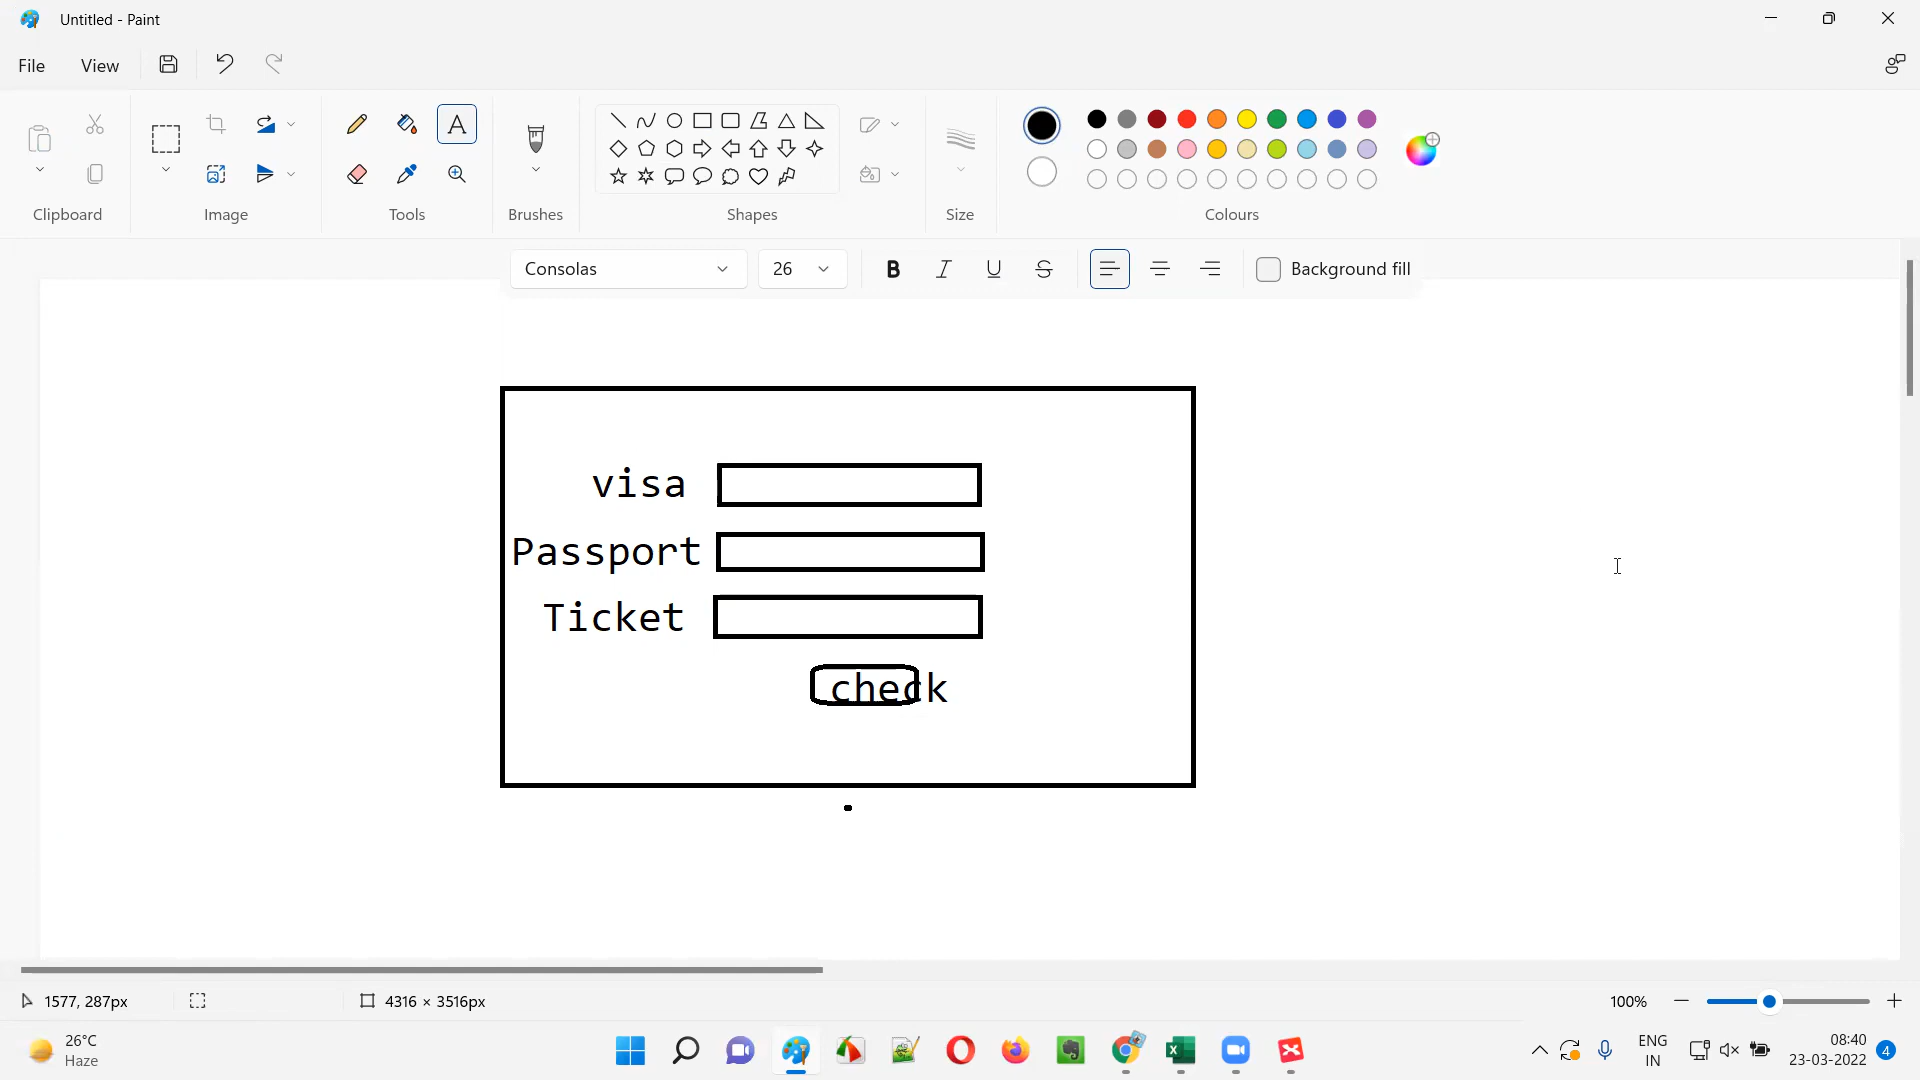 Untitled - Paint
File View
Clipboard Image Tools Brushes Shapes Size Colours
Consolas 26 B I U S Background fill
visa
Passport
Ticket
check
1577, 287px 4316 × 3516px 100%
26°C
Haze
ENG
IN
08:40
23-03-2022 4